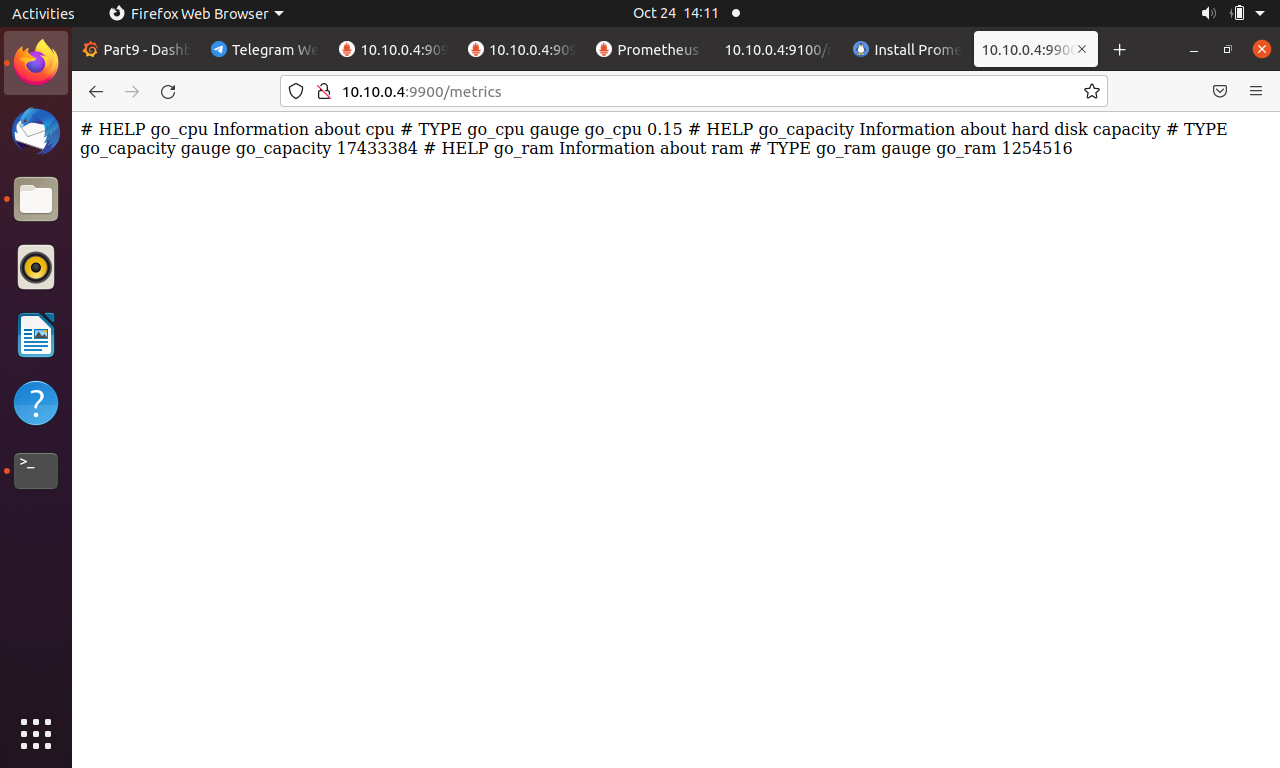 Activities
Firefox Web Browser
Oct 24 14:11
Part9 - Dashb
Telegram We
10.10.0.4:909
10.10.0.4:909
Prometheus
10.10.0.4:9100/
Install Prome
10.10.0.4:9900
10.10.0.4:9900/metrics
# HELP go_cpu Information about cpu # TYPE go_cpu gauge go_cpu 0.15 # HELP go_capacity Information about hard disk capacity # TYPE
go_capacity gauge go_capacity 17433384 # HELP go_ram Information about ram # TYPE go_ram gauge go_ram 1254516